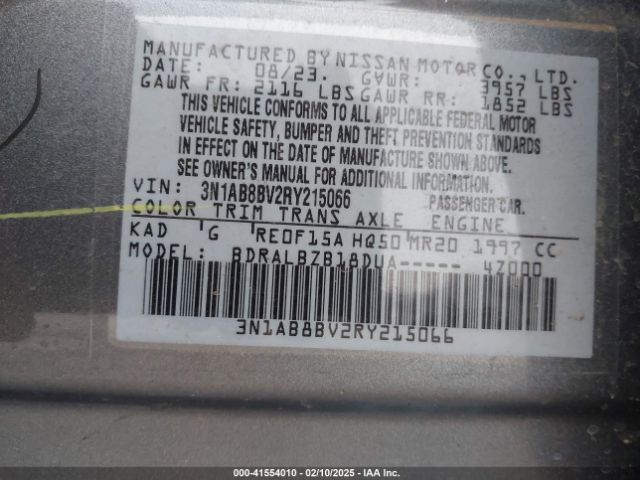 MANUFACTURED BY NISSAN MOTOR CO., LTD.
DATE: 08/23. GVWR: 3957 LBS
GAWR FR: 2116 LBS GAWR RR: 1852 LBS
THIS VEHICLE CONFORMS TO ALL APPLICABLE FEDERAL MOTOR
VEHICLE SAFETY, BUMPER AND THEFT PREVENTION STANDARDS
IN EFFECT ON THE DATE OF MANUFACTURE SHOWN ABOVE.
SEE OWNER'S MANUAL FOR ADDITIONAL INFORMATION.
VIN: 3N1AB8BV2RY215066 PASSENGER CAR.
COLOR TRIM TRANS AXLE ENGINE
KAD G RE0F15A HQ50 MR20 1997 CC
MODEL: BDRALBZB18DUA----- 47000
3N1AB8BV2RY215066
000-41554010 - 02/10/2025 - IAA Inc.